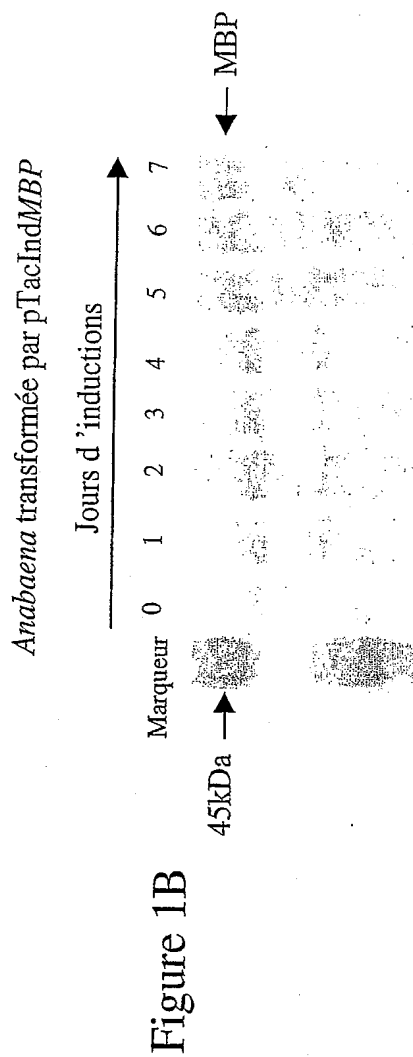 Figure 1B
Anabaena transformée par pTacIndMBP
Jours d 'inductions
Marqueur 0 1 2 3 4 5 6 7
45kDa
MBP